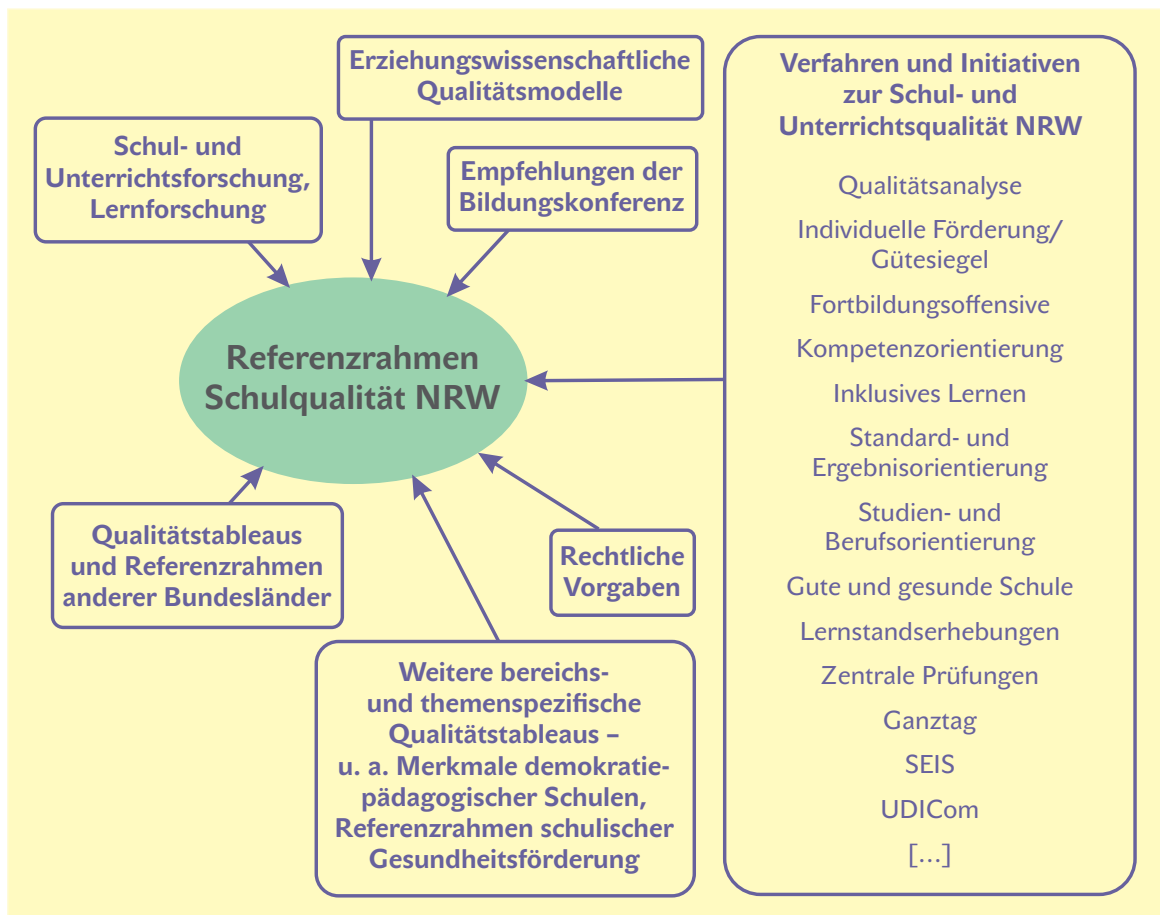 Erziehungswissenschaftliche
Qualitätsmodelle
Schul- und
Unterrichtsforschung,
Lernforschung
Empfehlungen der
Bildungskonferenz
Referenzrahmen
Schulqualität NRW
Qualitätstableaus
und Referenzrahmen
anderer Bundesländer
Rechtliche
Vorgaben
Weitere bereichs-
und themenspezifische
Qualitätstableaus –
u. a. Merkmale demokratie-
pädagogischer Schulen,
Referenzrahmen schulischer
Gesundheitsförderung
Verfahren und Initiativen
zur Schul- und
Unterrichtsqualität NRW
Qualitätsanalyse
Individuelle Förderung/
Gütesiegel
Fortbildungsoffensive
Kompetenzorientierung
Inklusives Lernen
Standard- und
Ergebnisorientierung
Studien- und
Berufsorientierung
Gute und gesunde Schule
Lernstandserhebungen
Zentrale Prüfungen
Ganztag
SEIS
UDICom
[...]